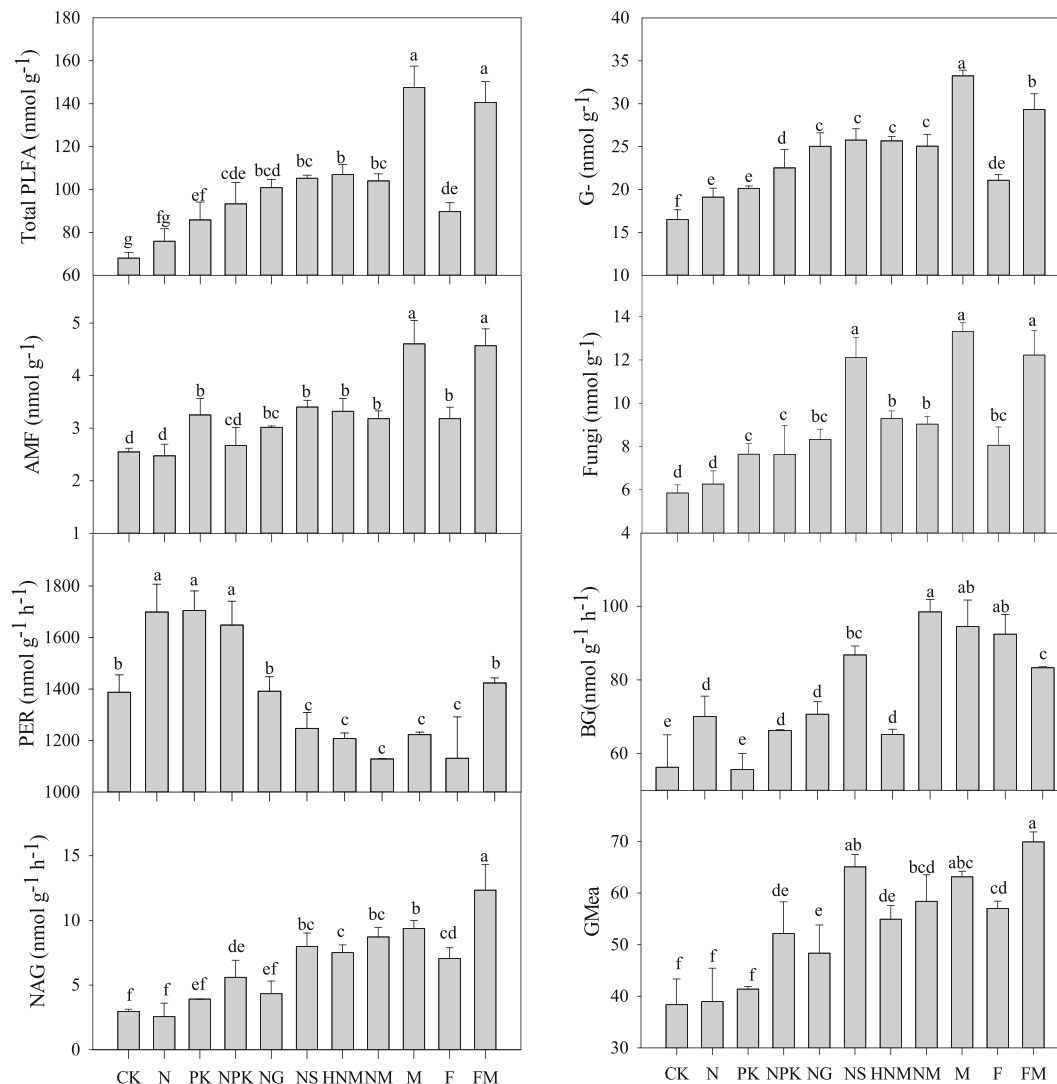 Total PLFA (nmol g-1)
180
160
140
120
100
80
60
g
fg
ef
cde
bcd
bc
b
bc
a
de
a
G- (nmol g-1)
40
35
30
25
20
15
10
f
e
e
d
c
c
c
c
a
de
b
AMF (nmol g-1)
5
4
3
2
1
d
d
b
cd
bc
b
b
b
a
b
a
Fungi (nmol g-1)
14
12
10
8
6
4
d
d
c
c
bc
a
b
b
a
bc
a
PER (nmol g-1 h-1)
1800
1600
1400
1200
1000
b
a
a
a
b
c
c
c
c
c
b
BG(nmol g-1 h-1)
100
80
60
e
d
e
d
d
bc
d
a
ab
ab
c
NAG (nmol g-1 h-1)
15
10
5
0
f
f
ef
de
ef
bc
c
bc
b
cd
a
CK N PK NPK NG NS HNM NM M F FM
GMea
70
60
50
40
30
f
f
f
de
e
ab
de
bcd
abc
cd
a
CK N PK NPK NG NS HNM NM M F FM